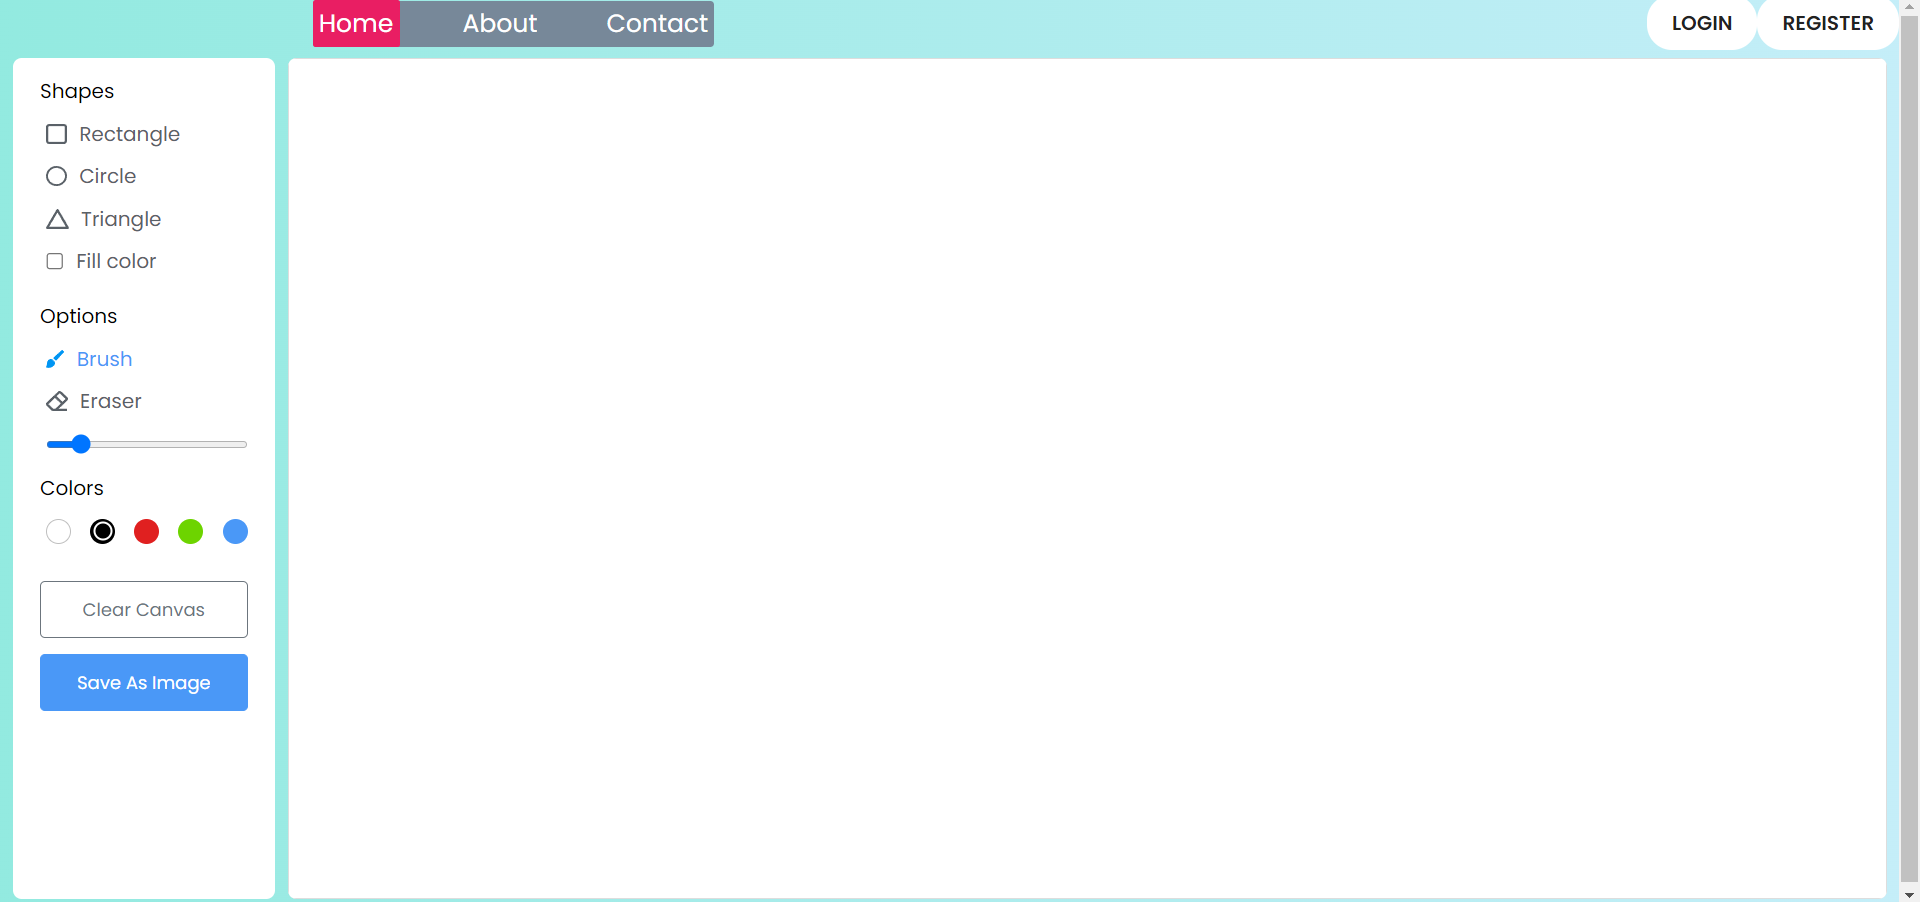 Home About Contact LOGIN REGISTER
Shapes
Rectangle
Circle
Triangle
Fill color
Options
Brush
Eraser
Colors
Clear Canvas
Save As Image